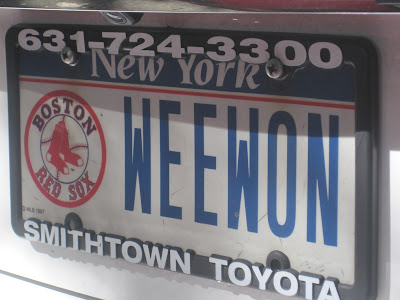 631-724-3300
New York
BOSTON
RED SOX
WEEWON
SMITHTOWN TOYOTA